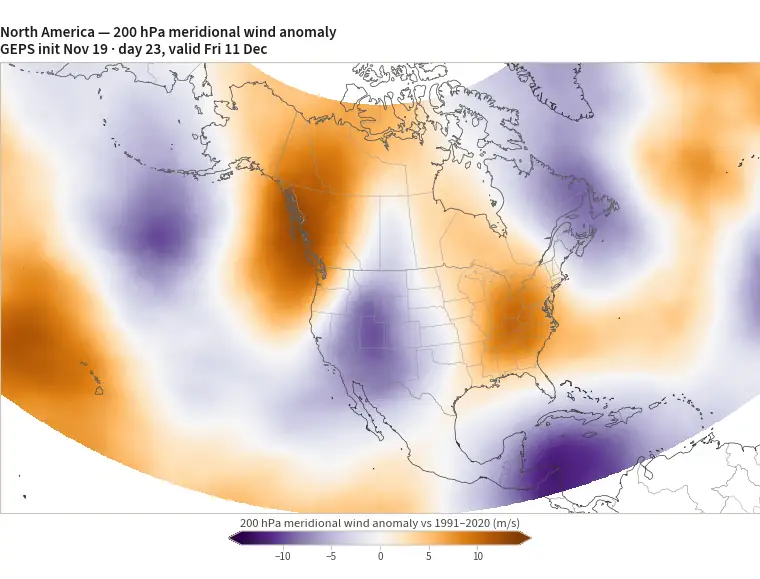 North America — 200 hPa meridional wind anomaly
GEPS init Nov 19 · day 23, valid Fri 11 Dec
200 hPa meridional wind anomaly vs 1991–2020 (m/s)
−10 −5 0 5 10